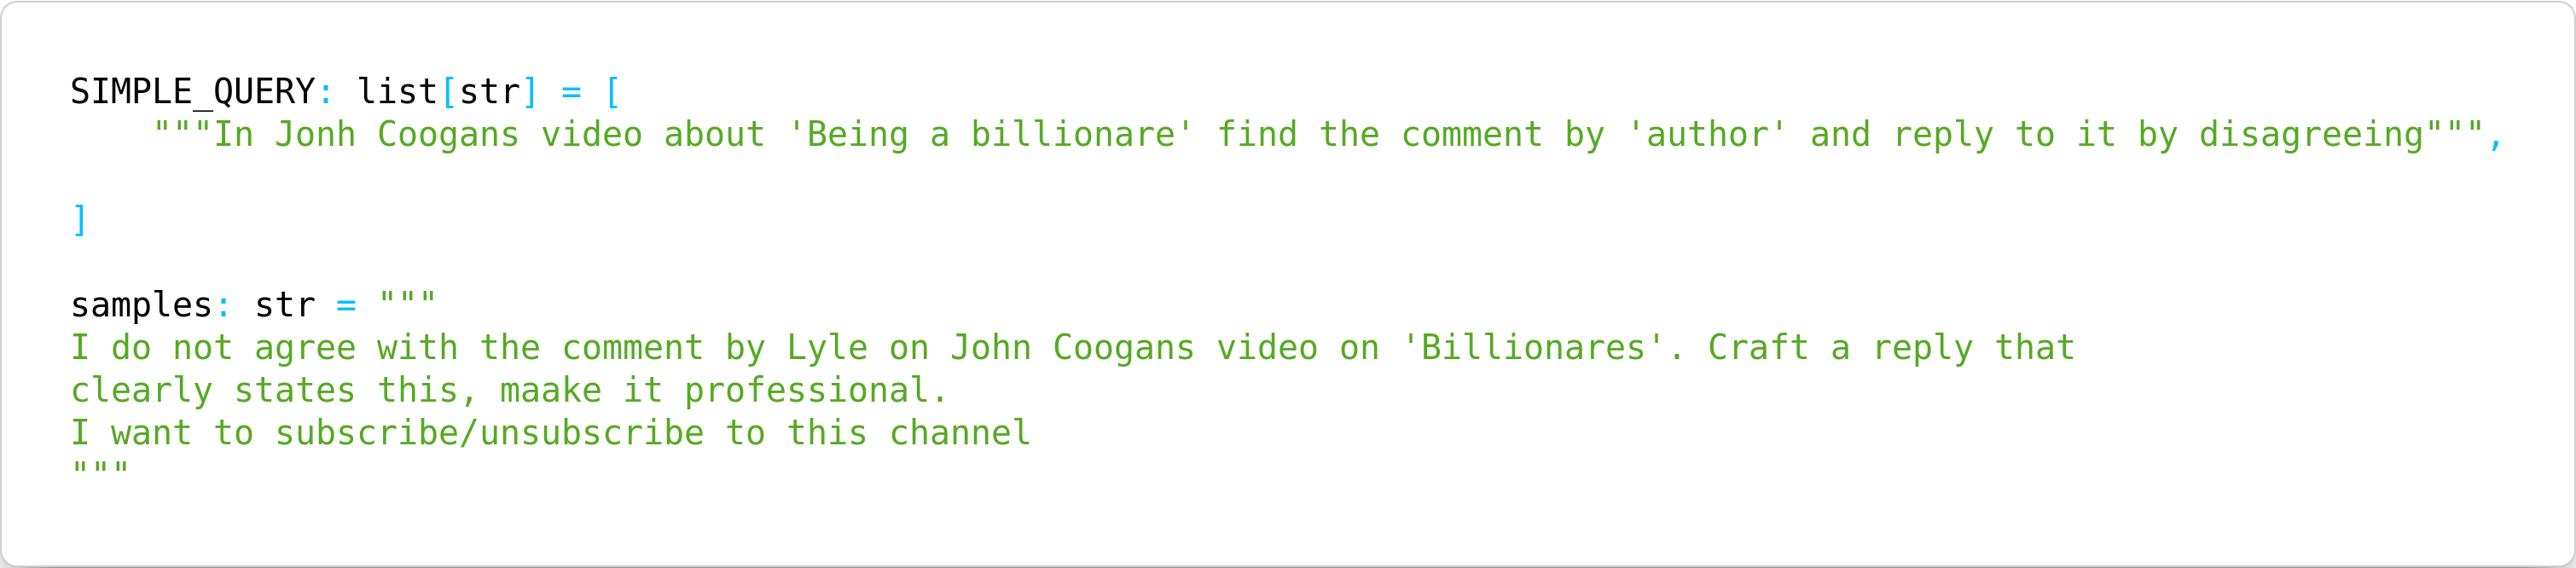 SIMPLE_QUERY: list[str] = [
    """In Jonh Coogans video about 'Being a billionare' find the comment by 'author' and reply to it by disagreeing""",
]
samples: str = """
I do not agree with the comment by Lyle on John Coogans video on 'Billionares'. Craft a reply that
clearly states this, maake it professional.
I want to subscribe/unsubscribe to this channel
"""